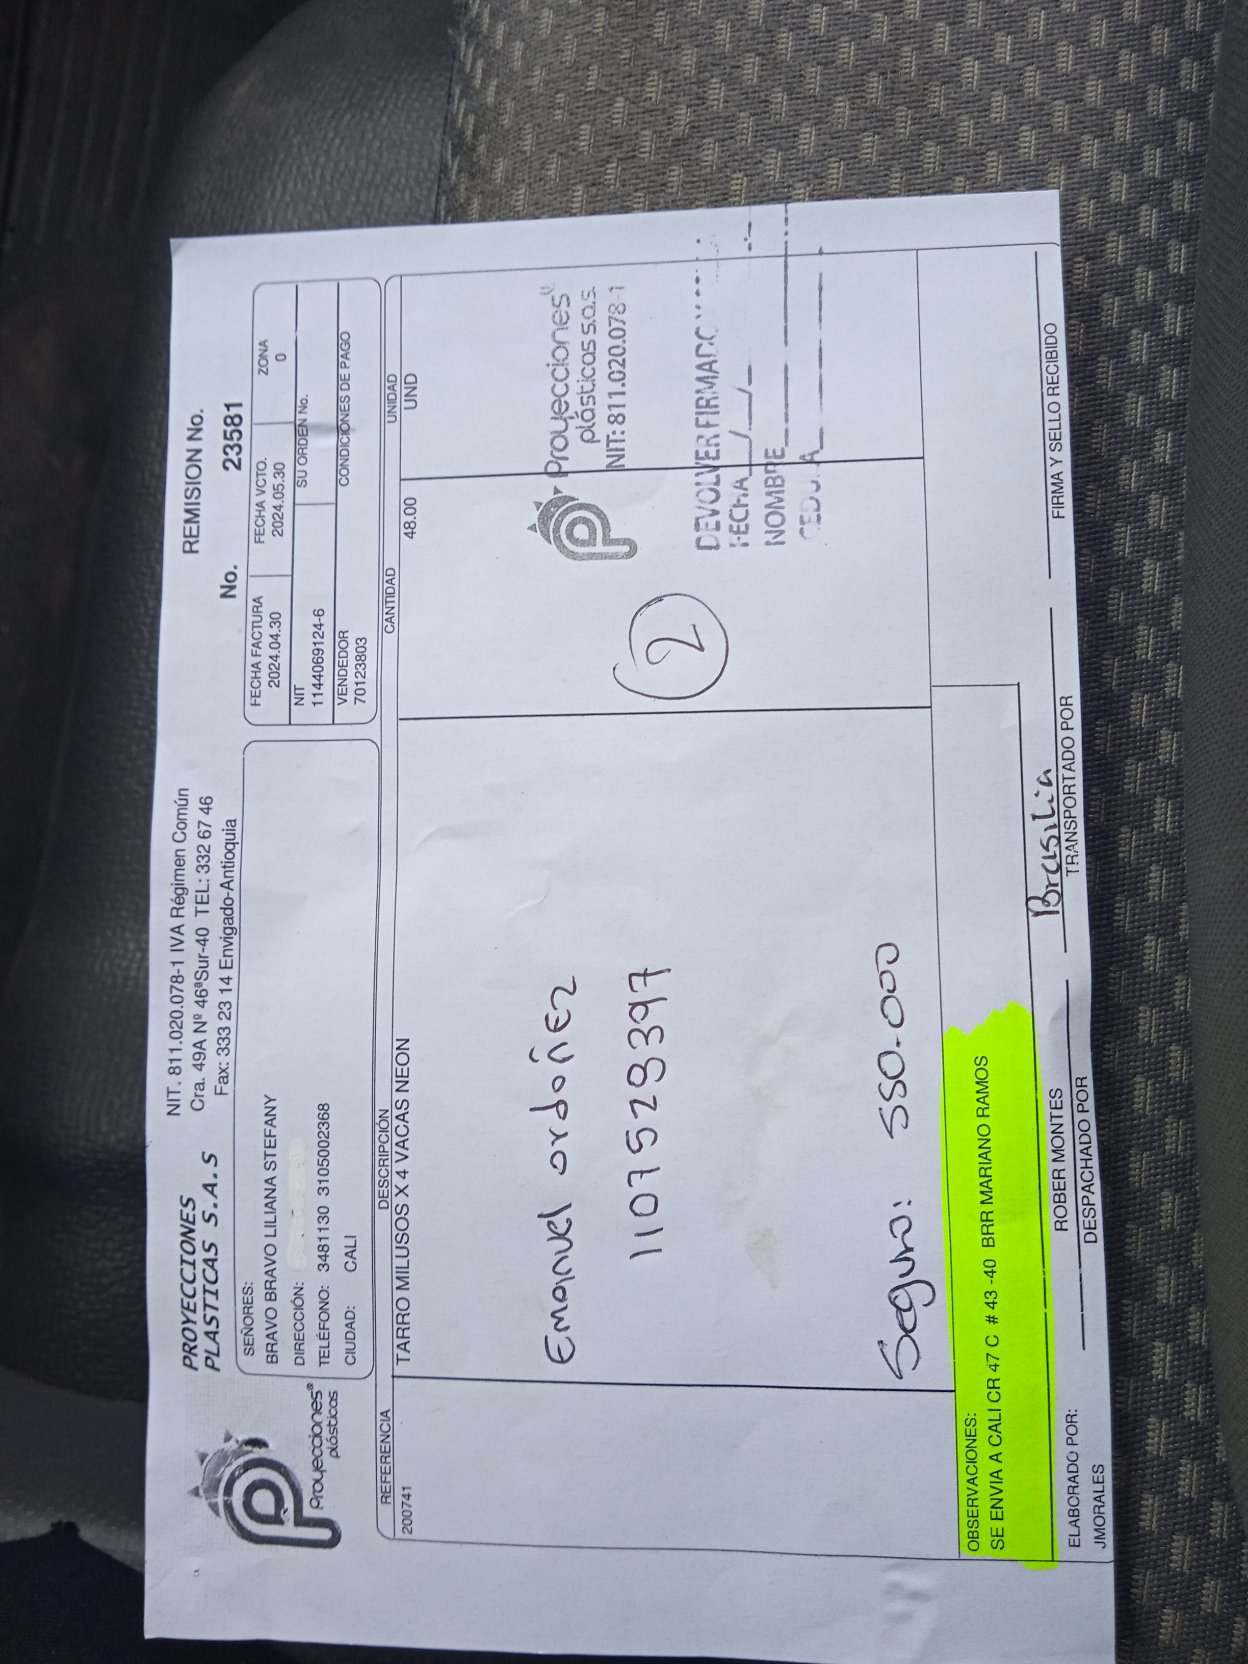 PROYECCIONES
PLASTICAS S.A.S
NIT. 811.020.078-1 IVA Régimen Común
Cra. 49A Nº 46ªSur-40 TEL: 332 67 46
Fax: 333 23 14 Envigado-Antioquia
REMISION No.
No. 23581
Proyecciones®
plásticos
SEÑORES:
BRAVO BRAVO LILIANA STEFANY
DIRECCIÓN:
TELÉFONO: 3481130 3105002368
CIUDAD: CALI
FECHA FACTURA FECHA VCTO. ZONA
2024.04.30 2024.05.30 0
NIT SU ORDEN No.
1144069124-6
VENDEDOR CONDICIONES DE PAGO
70123803
REFERENCIA DESCRIPCIÓN CANTIDAD UNIDAD
200741 TARRO MILUSOS X 4 VACAS NEON 48.00 UND
Emanuel ordoñez
1107528397
Seguro: 550.000
2
Proyecciones
plásticas s.a.s.
NIT: 811.020.078-1
DEVOLVER FIRMADO Y
FECHA / /
NOMBRE
CEDULA
OBSERVACIONES:
SE ENVIA A CALI CR 47 C # 43 -40 BRR MARIANO RAMOS
ELABORADO POR:
JMORALES
ROBER MONTES
DESPACHADO POR
Brasilia
TRANSPORTADO POR
FIRMA Y SELLO RECIBIDO